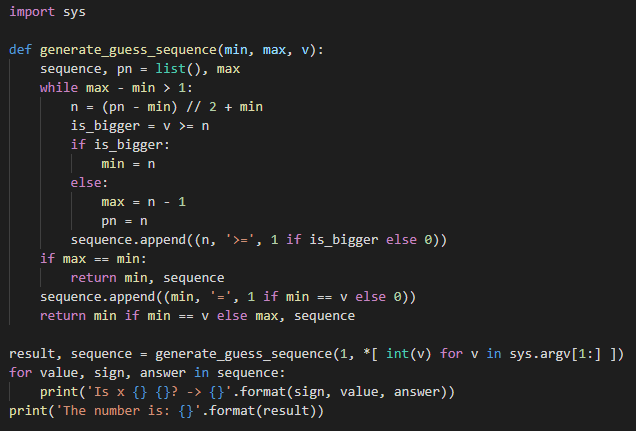 import sys

def generate_guess_sequence(min, max, v):
    sequence, pn = list(), max
    while max - min > 1:
        n = (pn - min) // 2 + min
        is_bigger = v >= n
        if is_bigger:
            min = n
        else:
            max = n - 1
            pn = n
        sequence.append((n, '>=', 1 if is_bigger else 0))
    if max == min:
        return min, sequence
    sequence.append((min, '=', 1 if min == v else 0))
    return min if min == v else max, sequence

result, sequence = generate_guess_sequence(1, *[ int(v) for v in sys.argv[1:] ])
for value, sign, answer in sequence:
    print('Is x {} {}? -> {}'.format(sign, value, answer))
print('The number is: {}'.format(result))